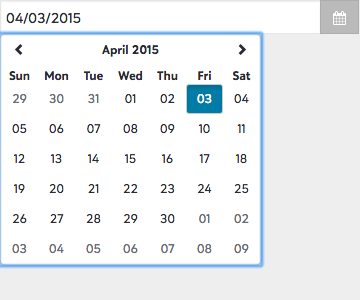 04/03/2015
April 2015
Sun Mon Tue Wed Thu Fri Sat
29 30 31 01 02 03 04
05 06 07 08 09 10 11
12 13 14 15 16 17 18
19 20 21 22 23 24 25
26 27 28 29 30 01 02
03 04 05 06 07 08 09